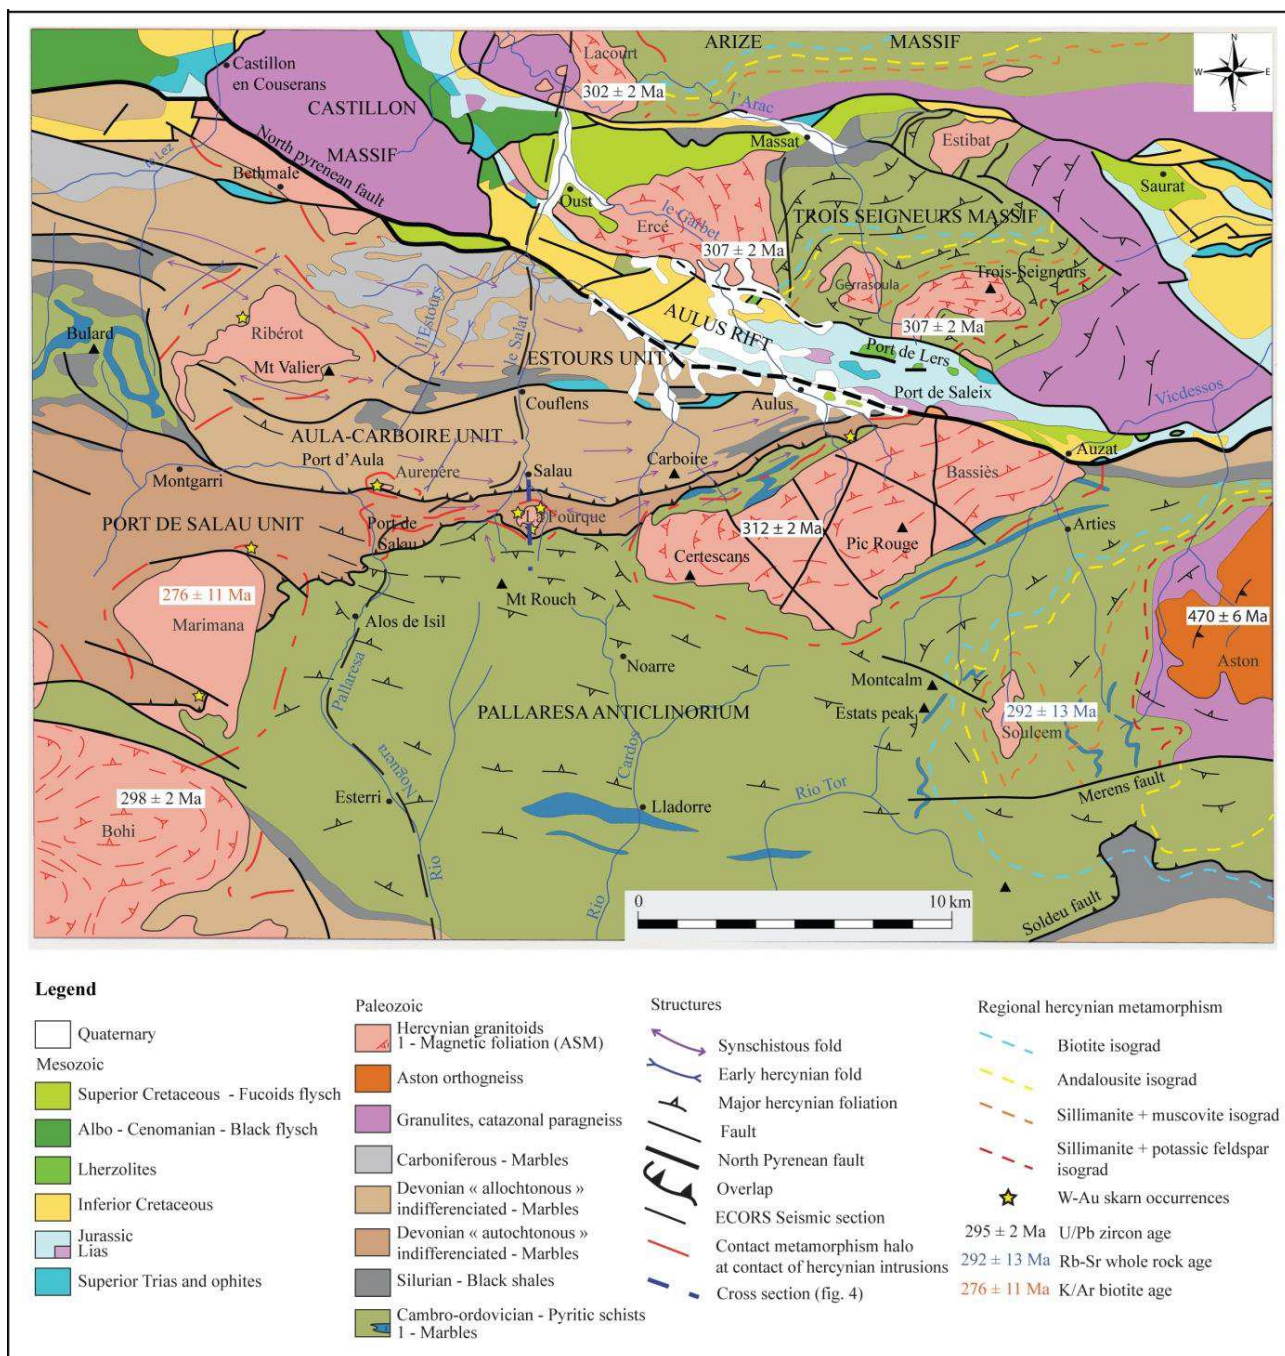 ARIZE MASSIF
Lacourt
N
W E
S
Castillon
en Couserans
302 ± 2 Ma
l'Arac
CASTILLON
MASSIF
North pyrenean fault
le Lez
Massat
Estibat
Bethmale
Saurat
Oust
le Garbet
TROIS SEIGNEURS MASSIF
Ercé
307 ± 2 Ma
Trois-Seigneurs
Gerrasoula
Bulard
Ribérot
l'Estours
le Salat
AULUS RIFT
307 ± 2 Ma
Port de Lers
Mt Valier
ESTOURS UNIT
Port de Saleix
Vicdessos
Couflens
Aulus
AULA-CARBOIRE UNIT
Port d'Aula
Auzat
Montgarri
Aurenère
Salau
Carboire
Bassiès
PORT DE SALAU UNIT
Port de
Salau
La Fourque
312 ± 2 Ma
Arties
Pic Rouge
Certescans
276 ± 11 Ma
Mt Rouch
Marimana
Alos de Isil
470 ± 6 Ma
Noarre
Aston
Pallaresa
Montcalm
PALLARESA ANTICLINORIUM
Estats peak
292 ± 13 Ma
Soulcem
Noguera
Cardos
298 ± 2 Ma
Esterri
Lladorre
Rio Tor
Merens fault
Bohi
Rio
Rio
0 10 km
Soldeu fault
Legend
Quaternary
Mesozoic
Superior Cretaceous - Fucoids flysch
Albo - Cenomanian - Black flysch
Lherzolites
Inferior Cretaceous
Jurassic
Lias
Superior Trias and ophites
Paleozoic
Hercynian granitoids
1 - Magnetic foliation (ASM)
Aston orthogneiss
Granulites, catazonal paragneiss
Carboniferous - Marbles
Devonian « allochtonous »
indifferenciated - Marbles
Devonian « autochtonous »
indifferenciated - Marbles
Silurian - Black shales
Cambro-ordovician - Pyritic schists
1 - Marbles
Structures
Synschistous fold
Early hercynian fold
Major hercynian foliation
Fault
North Pyrenean fault
Overlap
ECORS Seismic section
Contact metamorphism halo
at contact of hercynian intrusions
Cross section (fig. 4)
Regional hercynian metamorphism
Biotite isograd
Andalousite isograd
Sillimanite + muscovite isograd
Sillimanite + potassic feldspar
isograd
W-Au skarn occurrences
295 ± 2 Ma U/Pb zircon age
292 ± 13 Ma Rb-Sr whole rock age
276 ± 11 Ma K/Ar biotite age